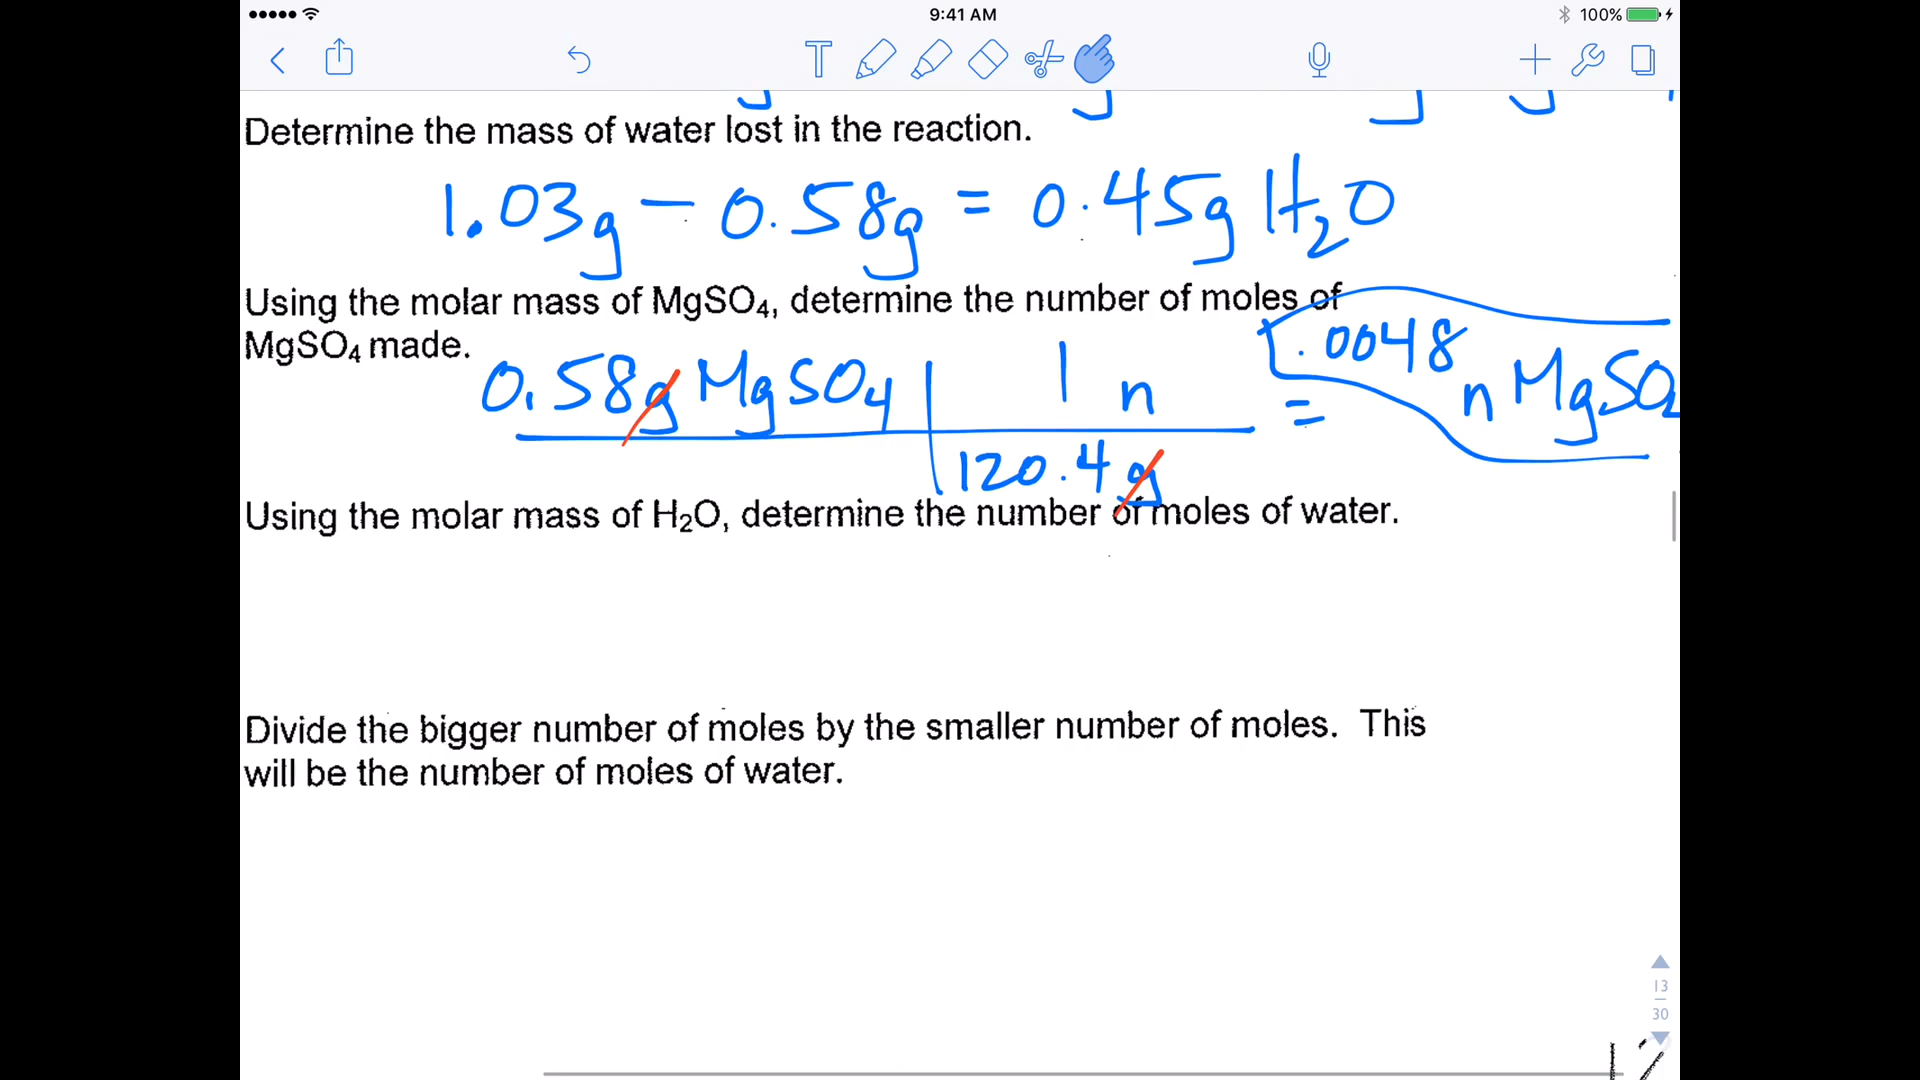 9:41 AM
100%
T
Determine the mass of water lost in the reaction.
1.03g - 0.58g = 0.45g H₂O
Using the molar mass of MgSO₄, determine the number of moles of
MgSO₄ made.
0.58g MgSO₄ | 1 n
120.4g
= .0048 n MgSO
Using the molar mass of H₂O, determine the number of moles of water.
Divide the bigger number of moles by the smaller number of moles. This
will be the number of moles of water.
13
30